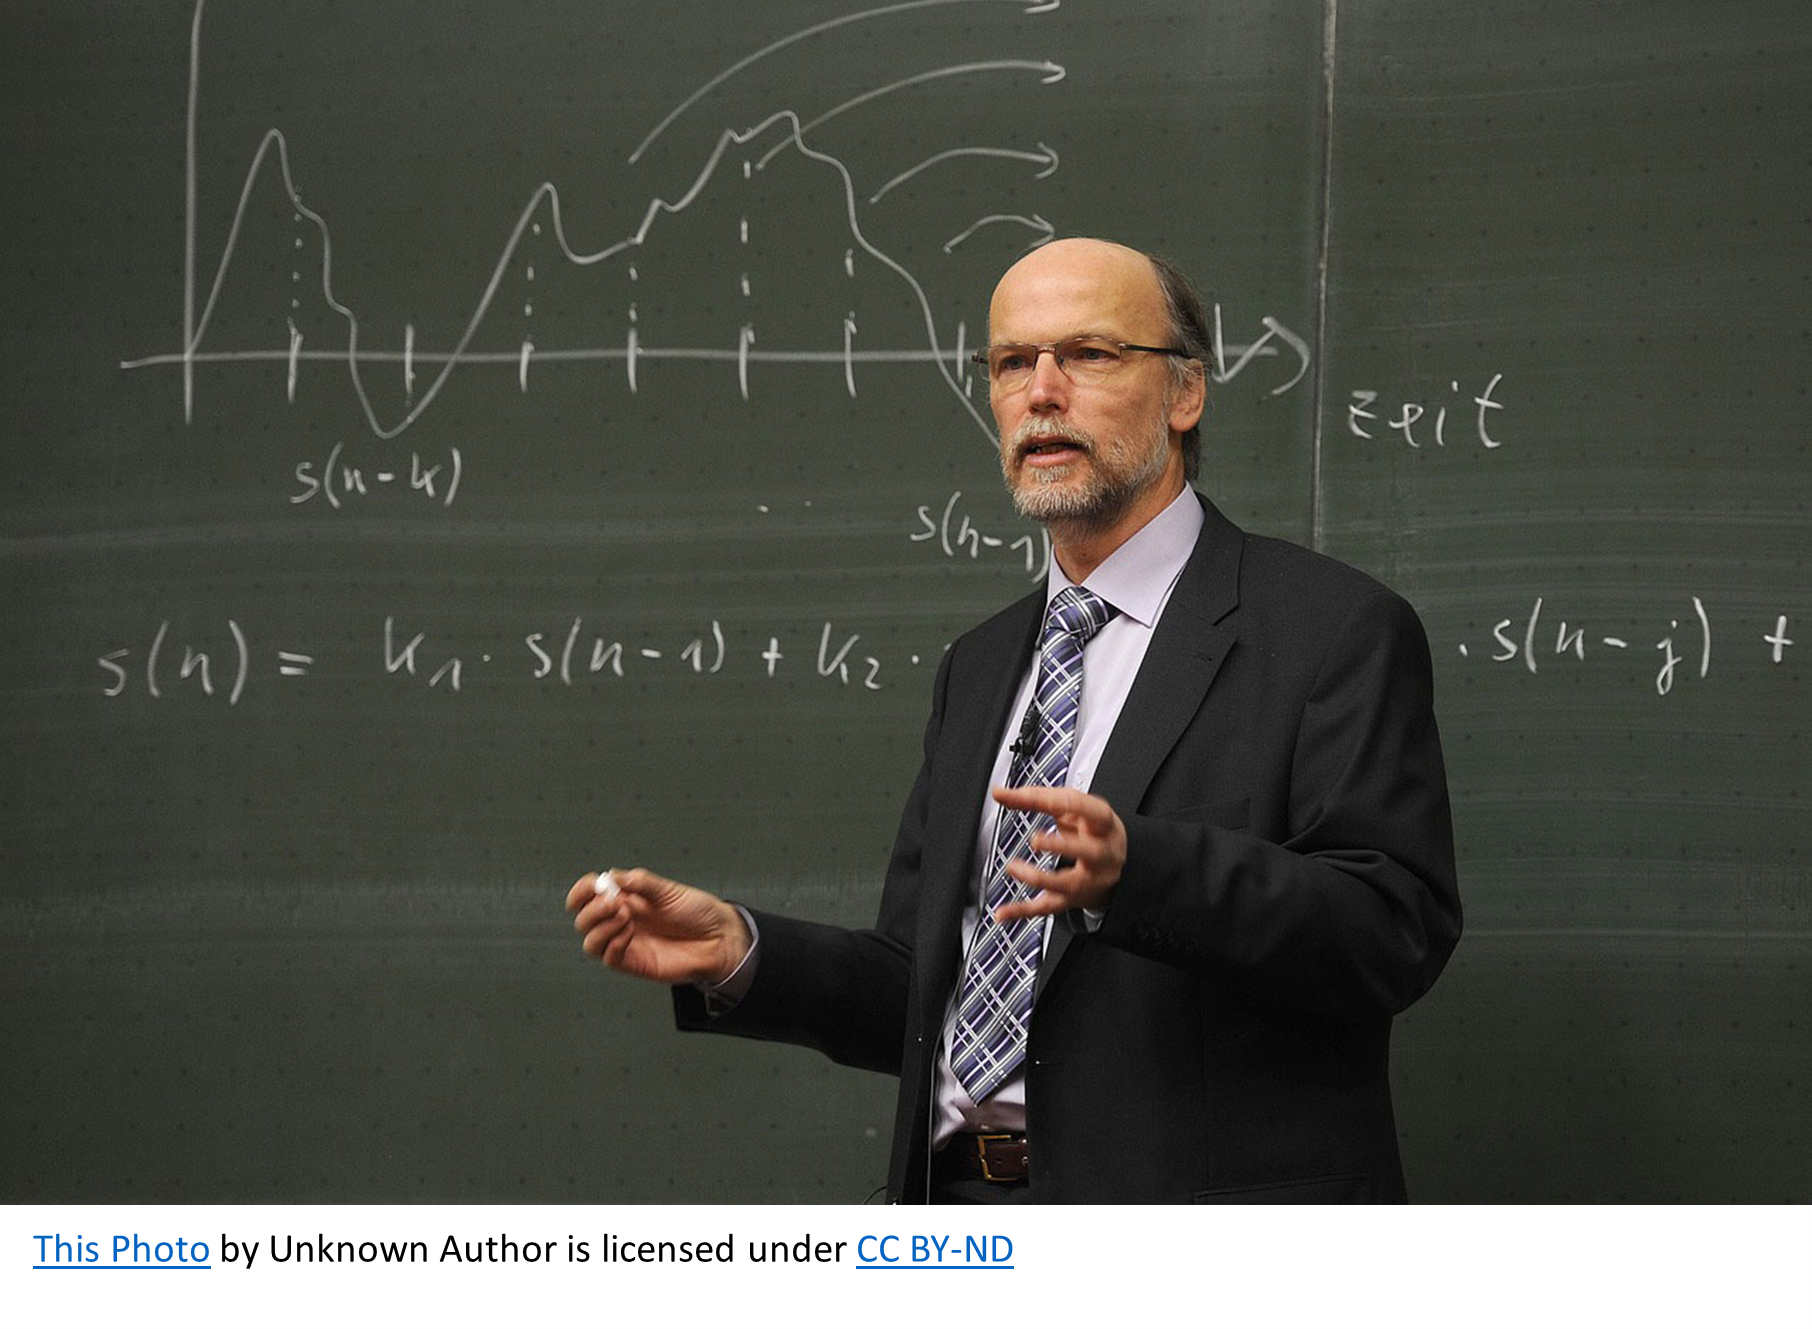 Zeit
s(n-k)
s(n-1)
s(n) = k₁ · s(n-1) + k₂ · · s(n-j) +
This Photo by Unknown Author is licensed under CC BY-ND